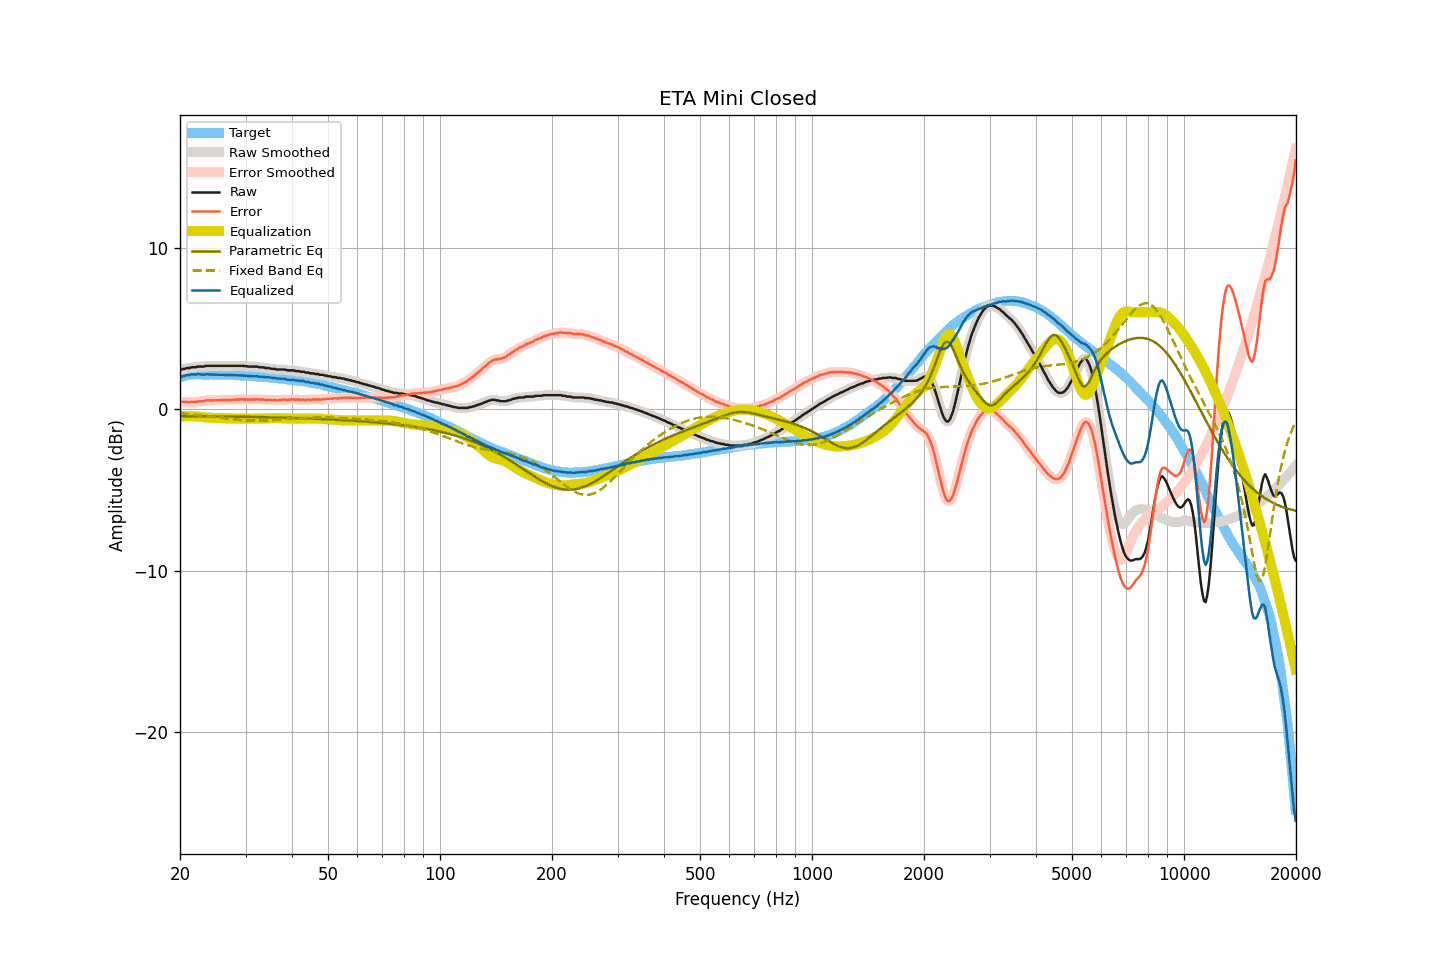 ETA Mini Closed
Target
Raw Smoothed
Error Smoothed
Raw
Error
Equalization
Parametric Eq
Fixed Band Eq
Equalized
10
0
−10
−20
Amplitude (dBr)
20 50 100 200 500 1000 2000 5000 10000 20000
Frequency (Hz)